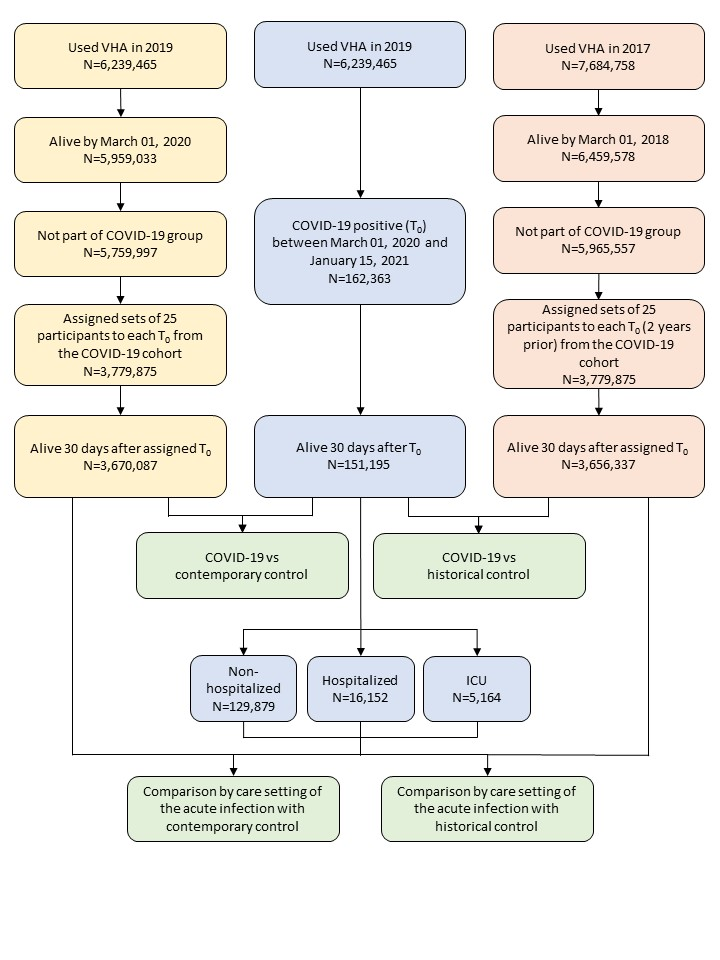 Used VHA in 2019
N=6,239,465
Used VHA in 2019
N=6,239,465
Used VHA in 2017
N=7,684,758
Alive by March 01, 2020
N=5,959,033
Alive by March 01, 2018
N=6,459,578
Not part of COVID-19 group
N=5,759,997
COVID-19 positive (T₀)
between March 01, 2020 and
January 15, 2021
N=162,363
Not part of COVID-19 group
N=5,965,557
Assigned sets of 25
participants to each T₀ from
the COVID-19 cohort
N=3,779,875
Assigned sets of 25
participants to each T₀ (2 years
prior) from the COVID-19
cohort
N=3,779,875
Alive 30 days after assigned T₀
N=3,670,087
Alive 30 days after T₀
N=151,195
Alive 30 days after assigned T₀
N=3,656,337
COVID-19 vs
contemporary control
COVID-19 vs
historical control
Non-
hospitalized
N=129,879
Hospitalized
N=16,152
ICU
N=5,164
Comparison by care setting of
the acute infection with
contemporary control
Comparison by care setting of
the acute infection with
historical control